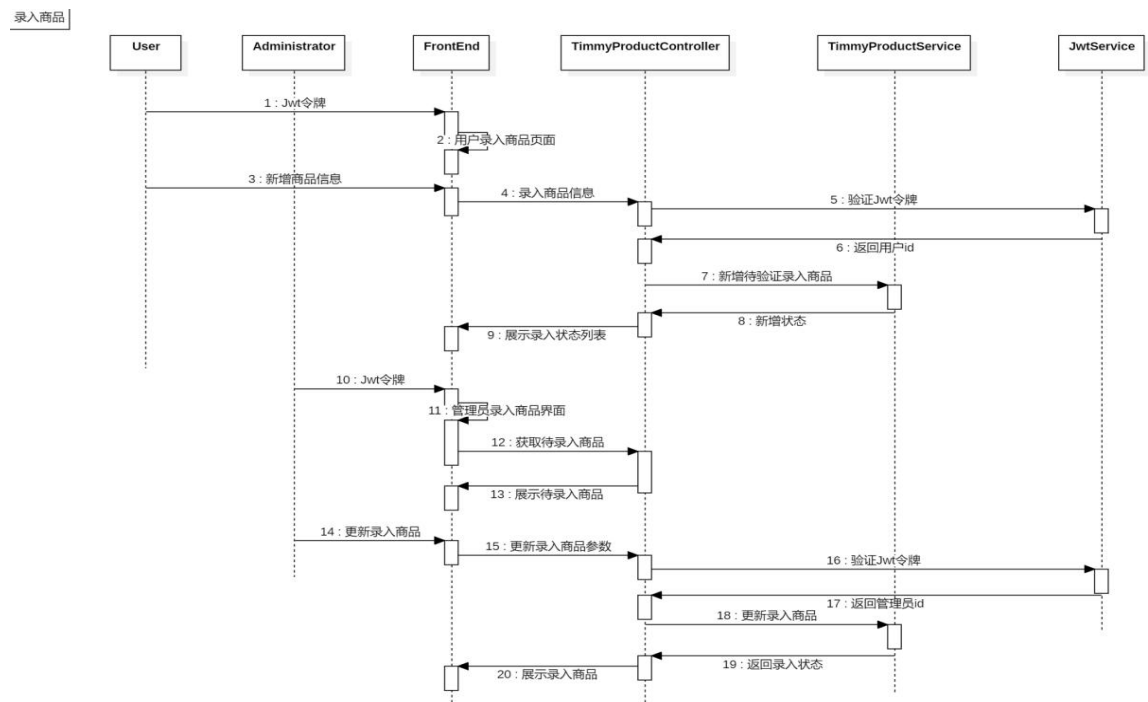 录入商品
User
Administrator
FrontEnd
TimmyProductController
TimmyProductService
JwtService
1 : Jwt令牌
2 : 用户录入商品页面
3 : 新增商品信息
4 : 录入商品信息
5 : 验证Jwt令牌
6 : 返回用户id
7 : 新增待验证录入商品
8 : 新增状态
9 : 展示录入状态列表
10 : Jwt令牌
11 : 管理员录入商品界面
12 : 获取待录入商品
13 : 展示待录入商品
14 : 更新录入商品
15 : 更新录入商品参数
16 : 验证Jwt令牌
17 : 返回管理员id
18 : 更新录入商品
19 : 返回录入状态
20 : 展示录入商品